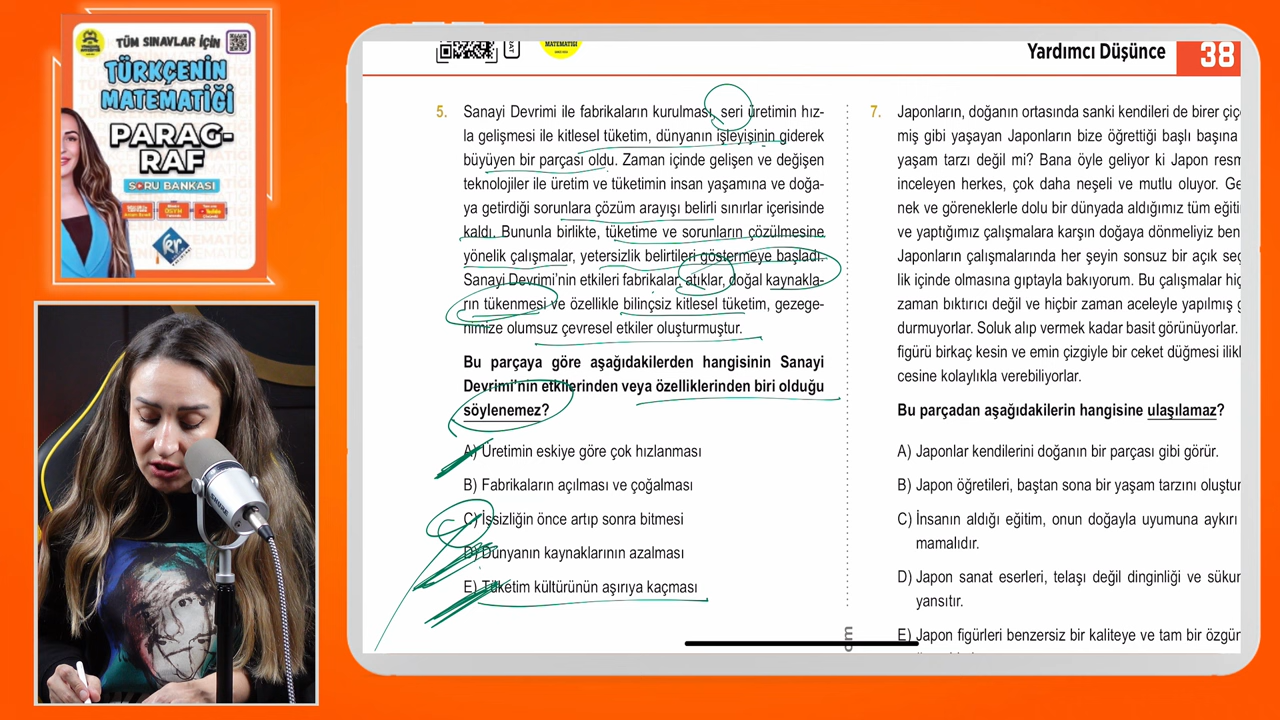 TÜM SINAVLAR İÇİN
TÜRKÇENİN
MATEMATİĞİ
PARAG-
RAF
SORU BANKASI
MATEMATİĞİ
Yardımcı Düşünce
38
5. Sanayi Devrimi ile fabrikaların kurulması, seri üretimin hız-
la gelişmesi ile kitlesel tüketim, dünyanın işleyişinin giderek
büyüyen bir parçası oldu. Zaman içinde gelişen ve değişen
teknolojiler ile üretim ve tüketimin insan yaşamına ve doğa-
ya getirdiği sorunlara çözüm arayışı belirli sınırlar içerisinde
kaldı. Bununla birlikte, tüketime ve sorunların çözülmesine
yönelik çalışmalar, yetersizlik belirtileri göstermeye başladı.
Sanayi Devrimi'nin etkileri fabrikalar, atıklar, doğal kaynakla-
rın tükenmesi ve özellikle bilinçsiz kitlesel tüketim, gezege-
nimize olumsuz çevresel etkiler oluşturmuştur.
Bu parçaya göre aşağıdakilerden hangisinin Sanayi
Devrimi'nin etkilerinden veya özelliklerinden biri olduğu
söylenemez?
A) Üretimin eskiye göre çok hızlanması
B) Fabrikaların açılması ve çoğalması
C) İşsizliğin önce artıp sonra bitmesi
D) Dünyanın kaynaklarının azalması
E) Tüketim kültürünün aşırıya kaçması
7. Japonların, doğanın ortasında sanki kendileri de birer çiçe
miş gibi yaşayan Japonların bize öğrettiği başlı başına
yaşam tarzı değil mi? Bana öyle geliyor ki Japon resm
inceleyen herkes, çok daha neşeli ve mutlu oluyor. Ge
nek ve göreneklerle dolu bir dünyada aldığımız tüm eğiti
ve yaptığımız çalışmalara karşın doğaya dönmeliyiz ben
Japonların çalışmalarında her şeyin sonsuz bir açık seç
lik içinde olmasına gıptayla bakıyorum. Bu çalışmalar hiç
zaman bıktırıcı değil ve hiçbir zaman aceleyle yapılmış g
durmuyorlar. Soluk alıp vermek kadar basit görünüyorlar.
figürü birkaç kesin ve emin çizgiyle bir ceket düğmesi ilikl
cesine kolaylıkla verebiliyorlar.
Bu parçadan aşağıdakilerin hangisine ulaşılamaz?
A) Japonlar kendilerini doğanın bir parçası gibi görür.
B) Japon öğretileri, baştan sona bir yaşam tarzını oluştur
C) İnsanın aldığı eğitim, onun doğayla uyumuna aykırı
mamalıdır.
D) Japon sanat eserleri, telaşı değil dinginliği ve sükun
yansıtır.
E) Japon figürleri benzersiz bir kaliteye ve tam bir özgün